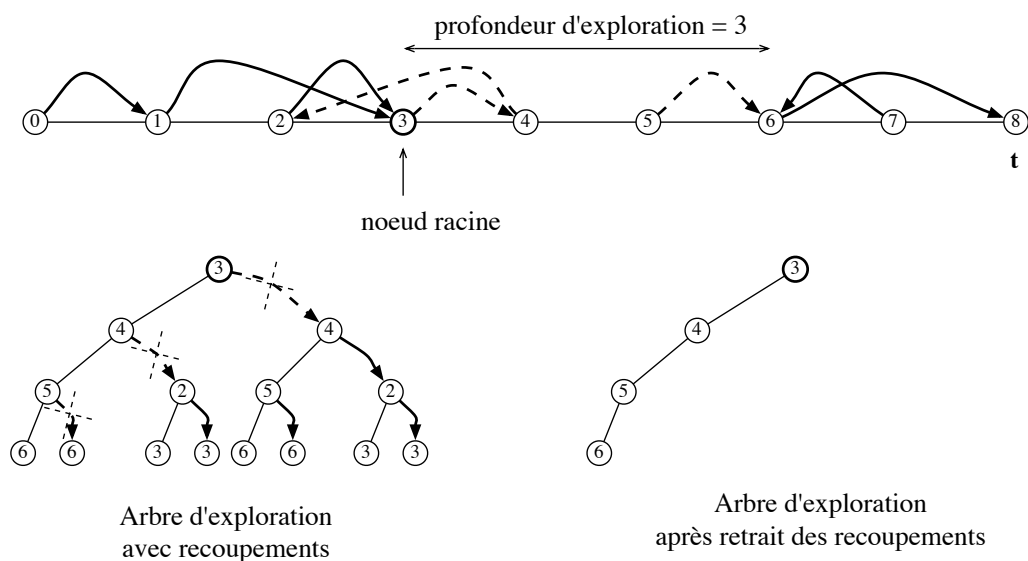 profondeur d'exploration = 3
0 1 2 3 4 5 6 7 8
t
noeud racine
3 3
4 4 4
5 2 5 2 5
6 6 3 3 6 6 3 3 6
Arbre d'exploration
avec recoupements
Arbre d'exploration
après retrait des recoupements